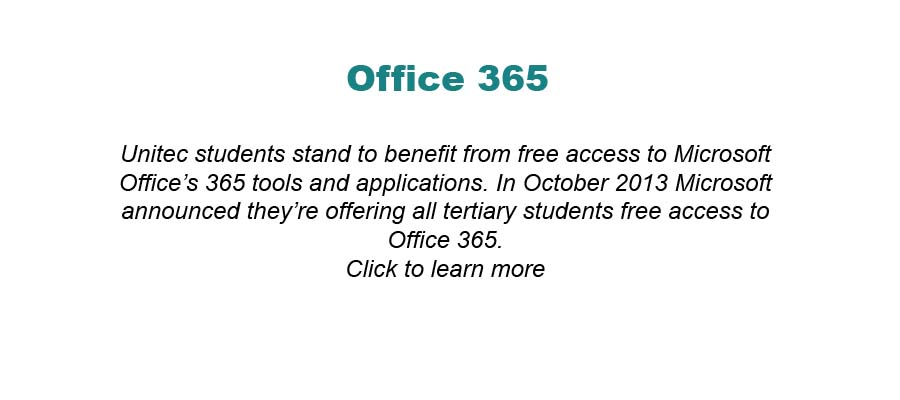 Office 365
Unitec students stand to benefit from free access to Microsoft
Office’s 365 tools and applications. In October 2013 Microsoft
announced they’re offering all tertiary students free access to
Office 365.
Click to learn more